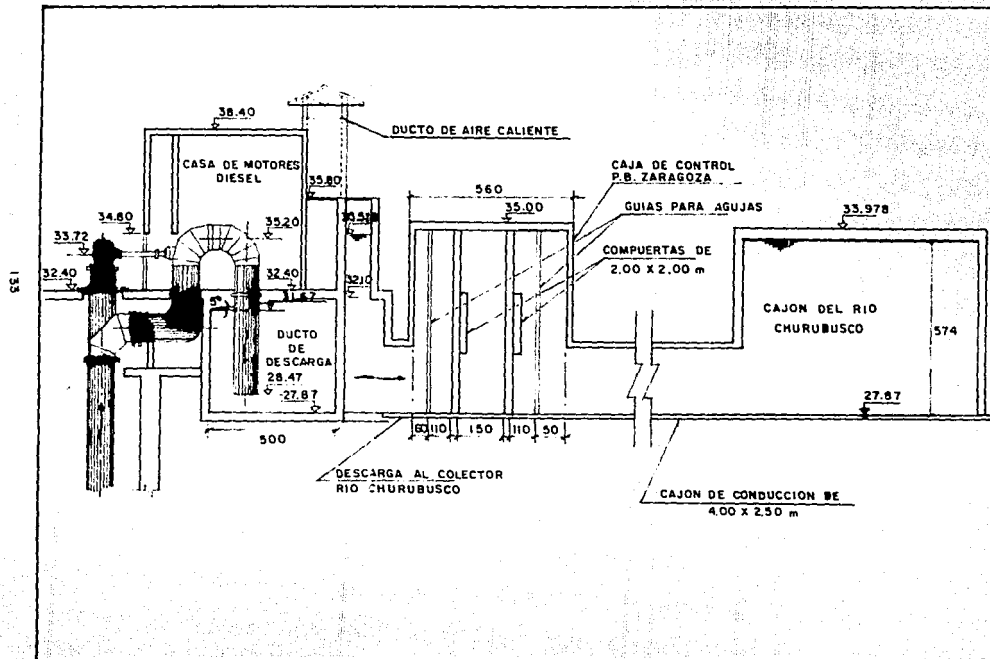 38.40
DUCTO DE AIRE CALIENTE
CASA DE MOTORES
DIESEL
CAJA DE CONTROL
P.B. ZARAGOZA
35.80
560
34.80
35.20
35.00
GUIAS PARA AGUJAS
33.978
33.72
COMPUERTAS DE
2.00 X 2.00 m
32.40
32.40
32.10
31.67
5°
CAJON DEL RIO
CHURUBUSCO
574
DUCTO
DE
DESCARGA
28.47
27.87
27.87
60
110
150
110
50
500
DESCARGA AL COLECTOR
RIO CHURUBUSCO
CAJON DE CONDUCCION DE
4.00 X 2.50 m
133